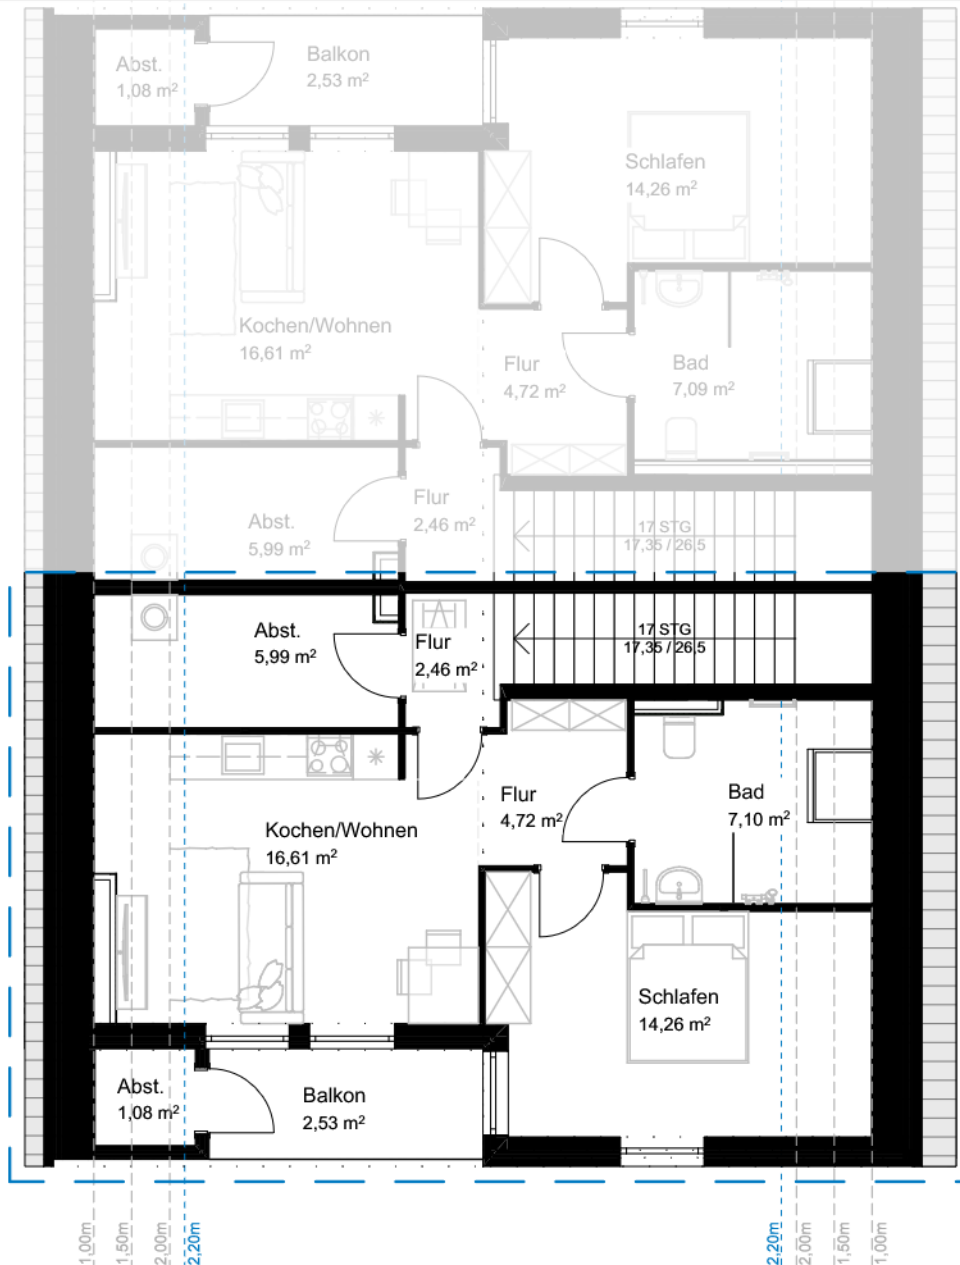 Abst.
1,08 m²
Balkon
2,53 m²
Schlafen
14,26 m²
Kochen/Wohnen
16,61 m²
Flur
4,72 m²
Bad
7,09 m²
Abst.
5,99 m²
Flur
2,46 m²
17 STG
17,35 / 26,5
Abst.
5,99 m²
Flur
2,46 m²
17 STG
17,35 / 26,5
Flur
4,72 m²
Bad
7,10 m²
Kochen/Wohnen
16,61 m²
Schlafen
14,26 m²
Abst.
1,08 m²
Balkon
2,53 m²
1,00m
1,50m
2,00m
2,20m
2,20m
2,00m
1,50m
1,00m